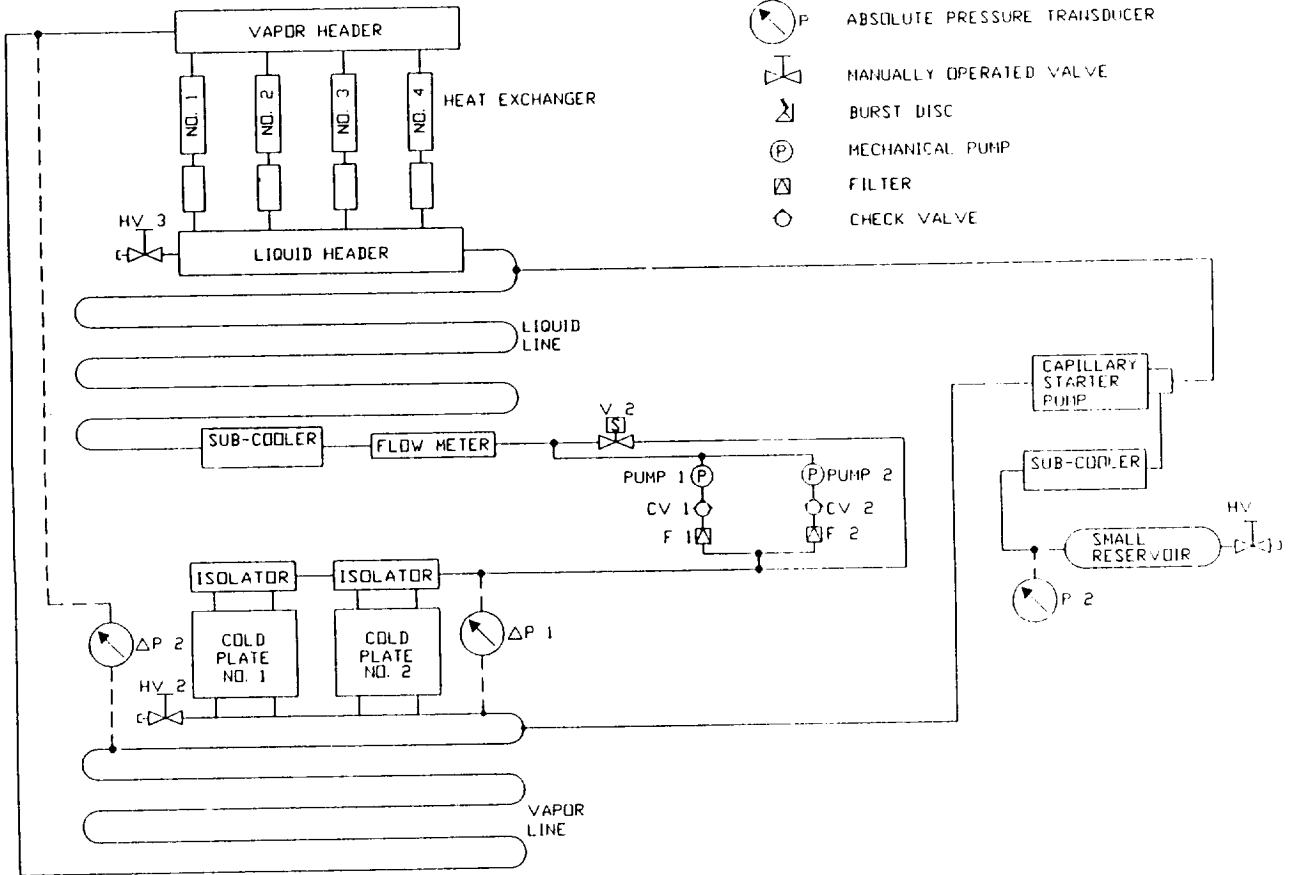 VAPOR HEADER
P ABSOLUTE PRESSURE TRANSDUCER
MANUALLY OPERATED VALVE
BURST DISC
P MECHANICAL PUMP
FILTER
CHECK VALVE
NO. 1
NO. 2
NO. 3
NO. 4
HEAT EXCHANGER
HV 3
LIQUID HEADER
LIQUID
LINE
CAPILLARY
STARTER
PUMP
V 2
S
SUB-COOLER
FLOW METER
PUMP 1 P
P PUMP 2
SUB-COOLER
CV 1
CV 2
HV
F 1
F 2
SMALL
RESERVOIR
ISOLATOR
ISOLATOR
P 2
△P 2
COLD
PLATE
NO. 1
COLD
PLATE
NO. 2
△P 1
HV 2
VAPOR
LINE